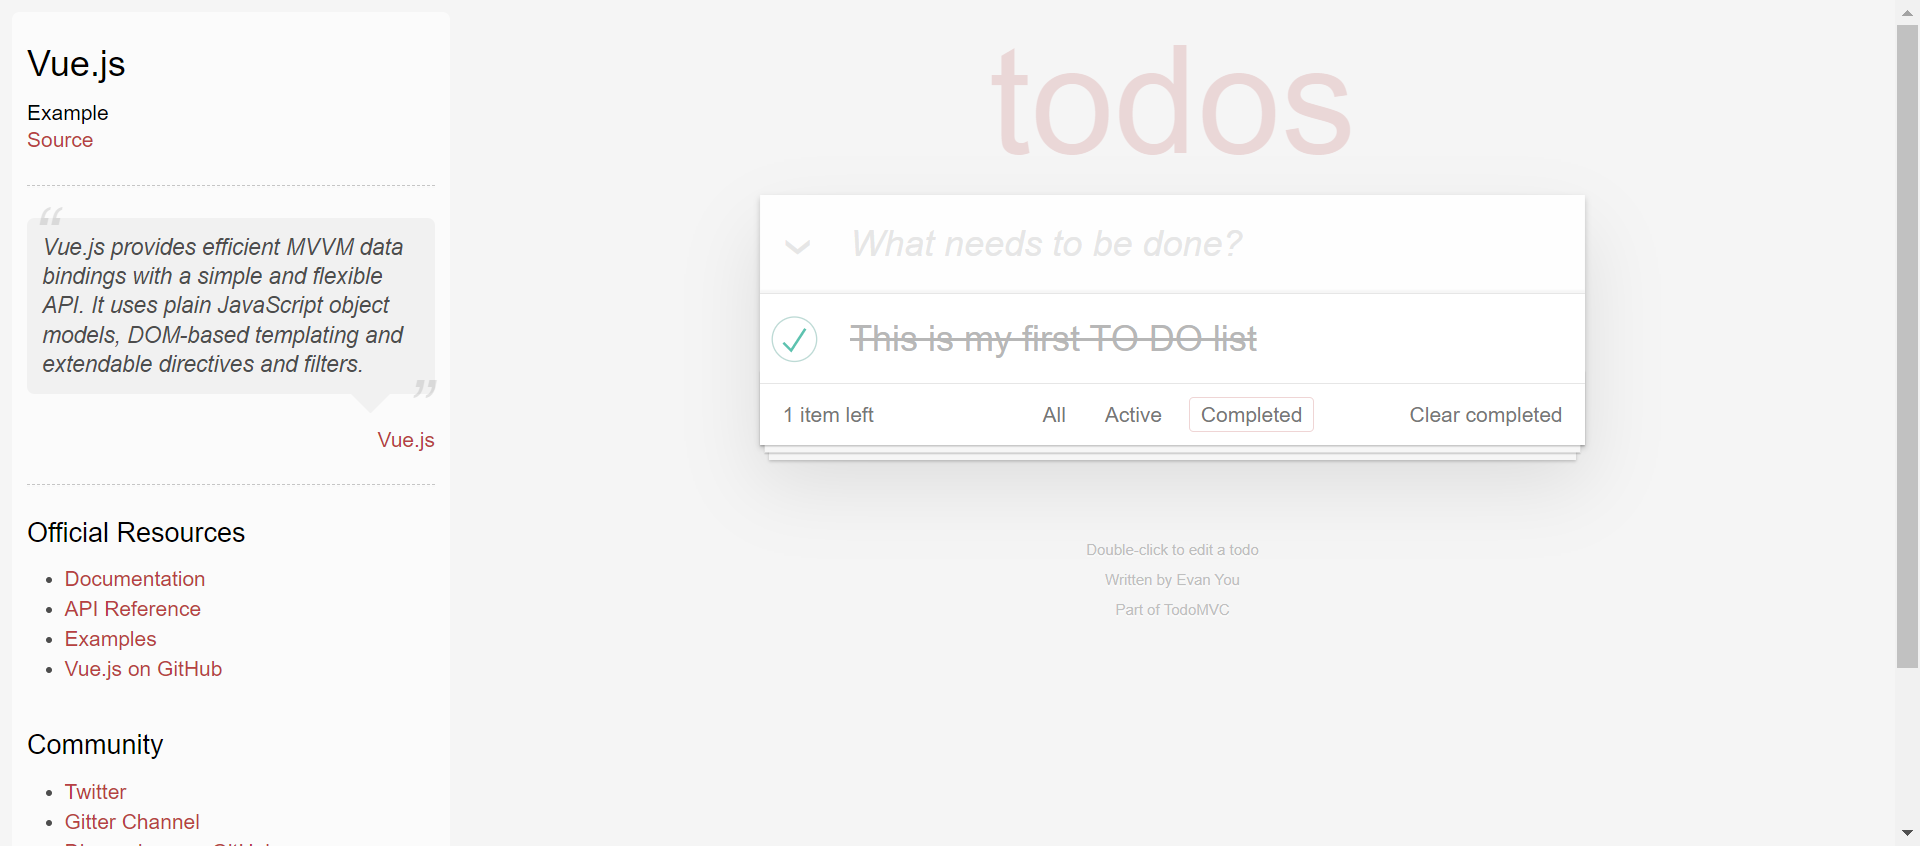 Vue.js
Example
Source
“
Vue.js provides efficient MVVM data
bindings with a simple and flexible
API. It uses plain JavaScript object
models, DOM-based templating and
extendable directives and filters.
”
Vue.js
Official Resources
Documentation
API Reference
Examples
Vue.js on GitHub
Community
Twitter
Gitter Channel
todos
What needs to be done?
This is my first TO DO list
1 item left All Active Completed Clear completed
Double-click to edit a todo
Written by Evan You
Part of TodoMVC